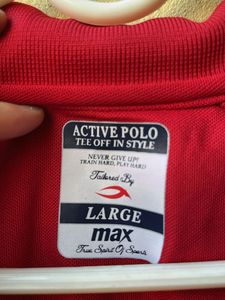 ACTIVE POLO
TEE OFF IN STYLE
NEVER GIVE UP!
TRAIN HARD, PLAY HARD
Tailored By
LARGE
max
True Spirit Of Sports